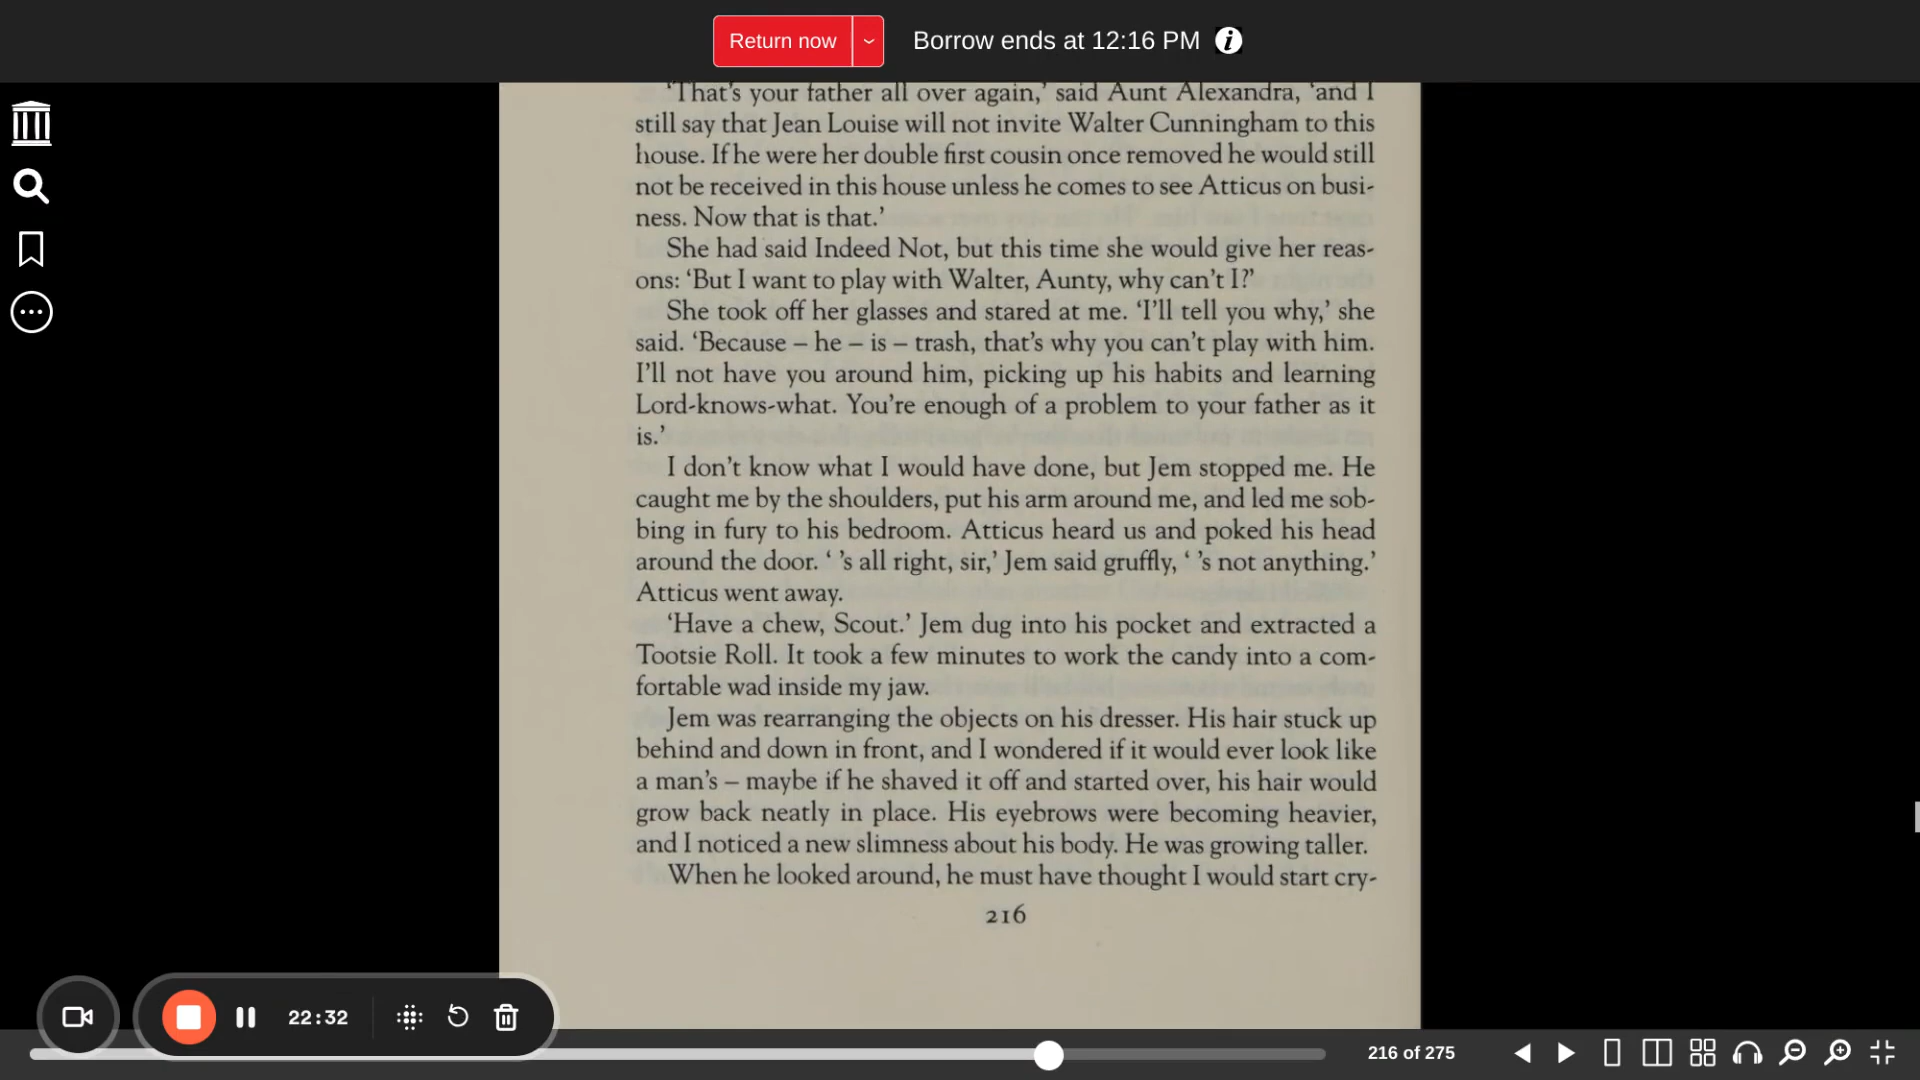 Return now
Borrow ends at 12:16 PM
‘That’s your father all over again,’ said Aunt Alexandra, ‘and I
still say that Jean Louise will not invite Walter Cunningham to this
house. If he were her double first cousin once removed he would still
not be received in this house unless he comes to see Atticus on busi-
ness. Now that is that.’
She had said Indeed Not, but this time she would give her reas-
ons: ‘But I want to play with Walter, Aunty, why can’t I?’
She took off her glasses and stared at me. ‘I’ll tell you why,’ she
said. ‘Because – he – is – trash, that’s why you can’t play with him.
I’ll not have you around him, picking up his habits and learning
Lord-knows-what. You’re enough of a problem to your father as it
is.’
I don’t know what I would have done, but Jem stopped me. He
caught me by the shoulders, put his arm around me, and led me sob-
bing in fury to his bedroom. Atticus heard us and poked his head
around the door. ‘ ’s all right, sir,’ Jem said gruffly, ‘ ’s not anything.’
Atticus went away.
‘Have a chew, Scout.’ Jem dug into his pocket and extracted a
Tootsie Roll. It took a few minutes to work the candy into a com-
fortable wad inside my jaw.
Jem was rearranging the objects on his dresser. His hair stuck up
behind and down in front, and I wondered if it would ever look like
a man’s – maybe if he shaved it off and started over, his hair would
grow back neatly in place. His eyebrows were becoming heavier,
and I noticed a new slimness about his body. He was growing taller.
When he looked around, he must have thought I would start cry-
216
22:32
216 of 275